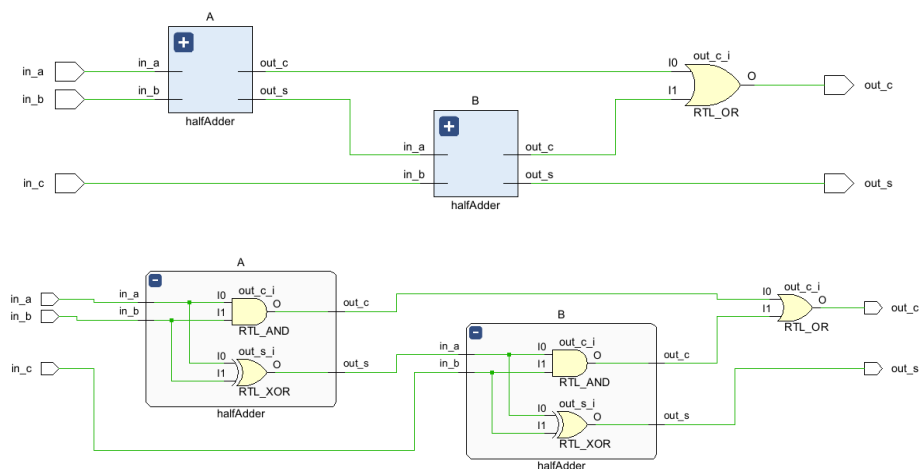 A
in_a
in_b
in_c
in_a
in_b
out_c
out_s
halfAdder
B
in_a
in_b
out_c
out_s
halfAdder
out_c_i
I0
I1
O
RTL_OR
out_c
out_s
A
in_a
in_b
in_c
in_a
in_b
I0
I1
out_c_i
O
RTL_AND
out_s_i
I0
I1
O
RTL_XOR
out_c
out_s
halfAdder
B
in_a
in_b
I0
I1
out_c_i
O
RTL_AND
out_s_i
I0
I1
O
RTL_XOR
out_c
out_s
halfAdder
out_c_i
I0
I1
O
RTL_OR
out_c
out_s